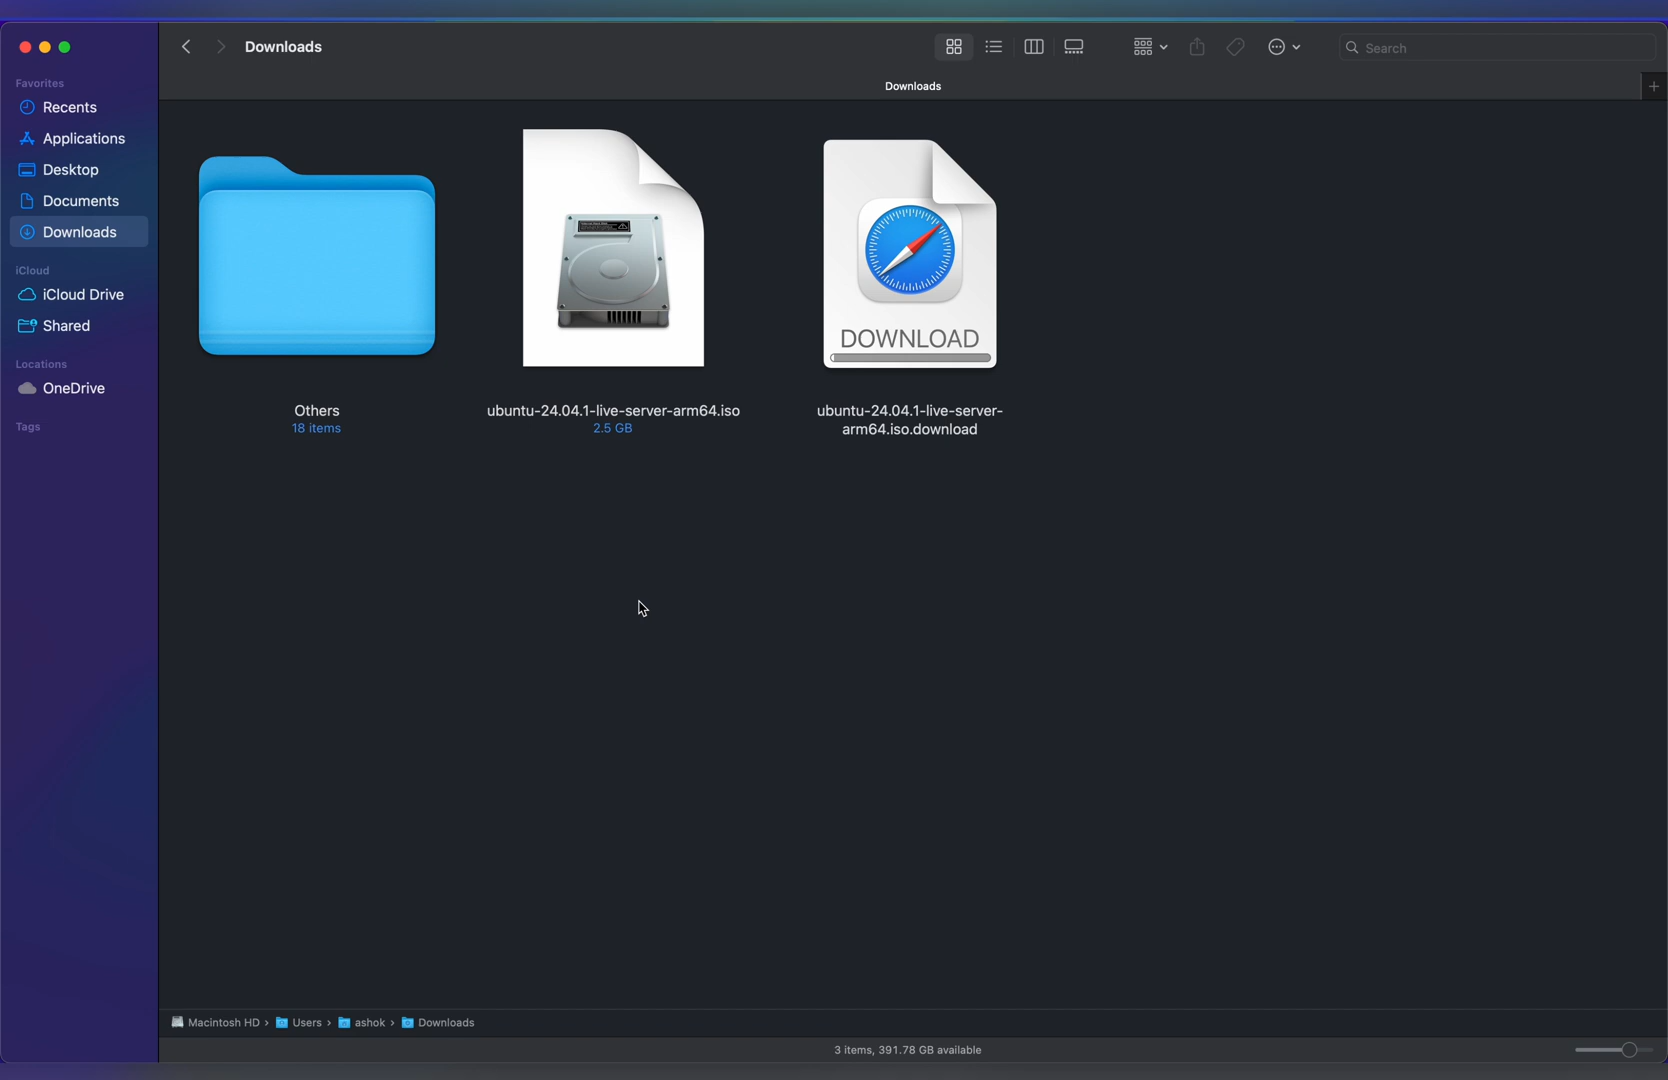 Downloads
Search
Downloads
Favorites
Recents
Applications
Desktop
Documents
Downloads
iCloud
iCloud Drive
Shared
Locations
OneDrive
Tags
DOWNLOAD
Others
18 items
ubuntu-24.04.1-live-server-arm64.iso
2.5 GB
ubuntu-24.04.1-live-server-
arm64.iso.download
Macintosh HD › Users › ashok › Downloads
3 items, 391.78 GB available